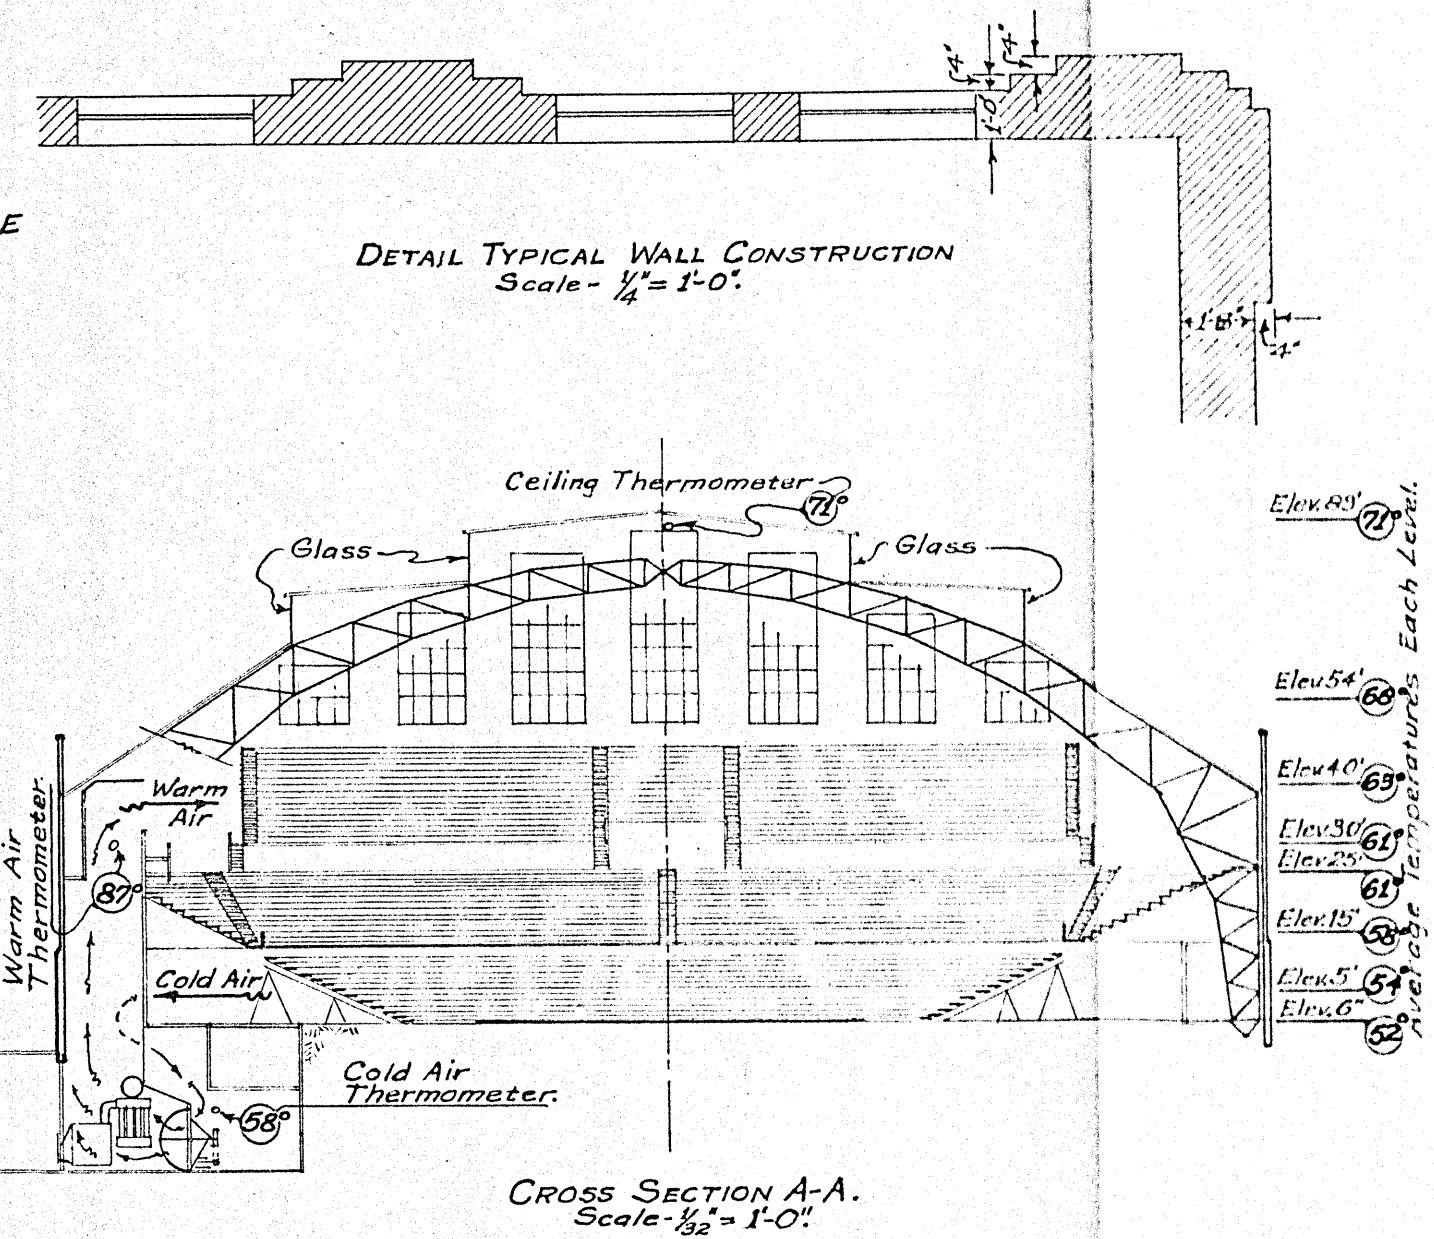 4"
4"
1'-0"
E
DETAIL TYPICAL WALL CONSTRUCTION
Scale- 1/4"= 1'-0".
4"
Ceiling Thermometer
71°
Glass
Glass
Warm
Air
Warm Air
Thermometer.
87°
Cold Air
Cold Air
Thermometer.
58°
Elev. 89' 71°
Elev 54'
Elev 40'
Elev 30' 61°
Elev 25' 61°
Elev. 15' 58°
Elev. 5' 54°
Elev. 6" 52°
Average Temperatures Each Level.
CROSS SECTION A-A.
Scale-1/32"= 1'-0".